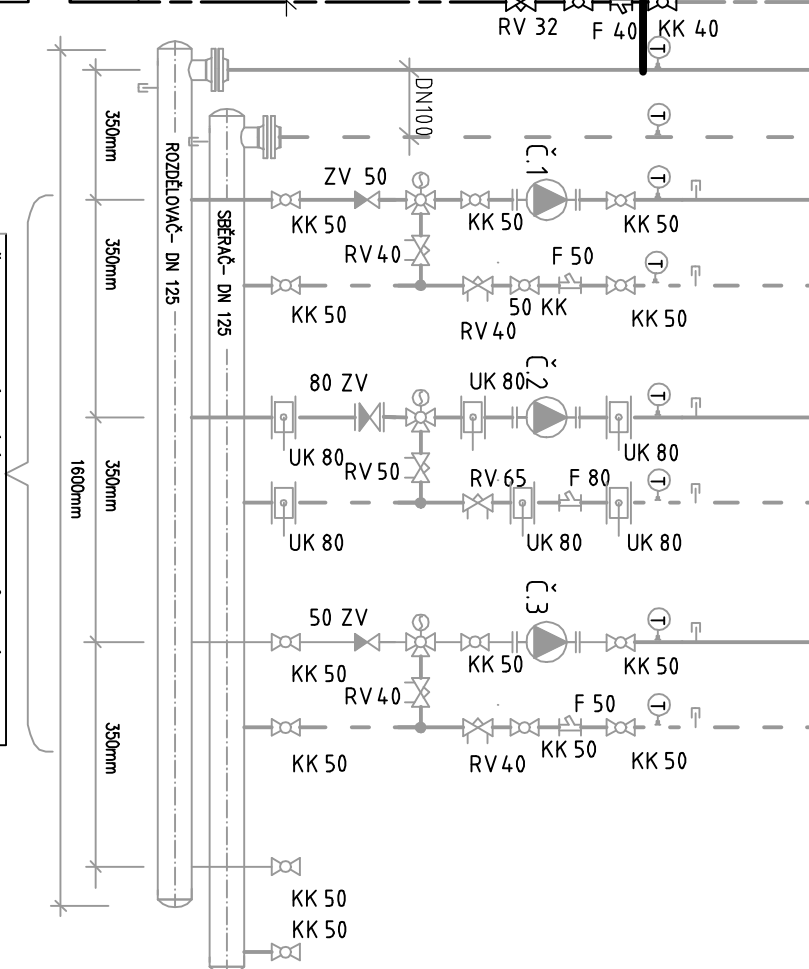 RV 32
F 40
KK 40
T
DN100
T
350mm
ROZDĚLOVAČ- DN 125
SBĚRAČ- DN 125
ZV 50
Č.1
T
KK 50
KK 50
KK 50
350mm
RV 40
F 50
T
KK 50
50 KK
RV 40
KK 50
80 ZV
UK 80
Č.2
T
UK 80
UK 80
350mm
1600mm
RV 50
RV 65
F 80
T
UK 80
UK 80
UK 80
50 ZV
Č.3
T
KK 50
KK 50
KK 50
350mm
RV 40
F 50
T
KK 50
RV 40
KK 50
KK 50
KK 50
KK 50